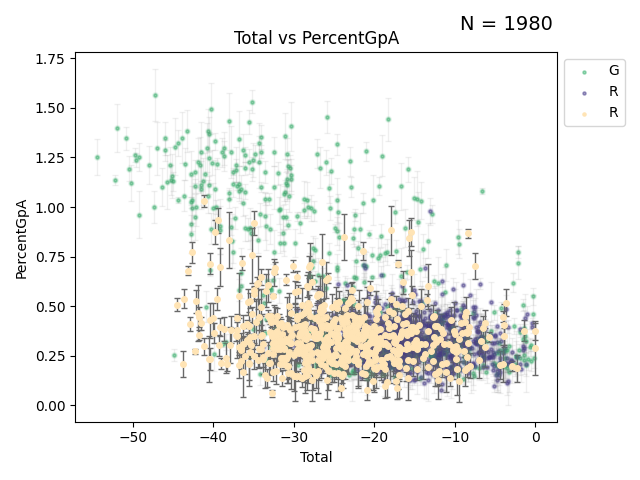 N = 1980
Total vs PercentGpA
G
R
R
PercentGpA
1.75
1.50
1.25
1.00
0.75
0.50
0.25
0.00
−50
−40
−30
−20
−10
0
Total